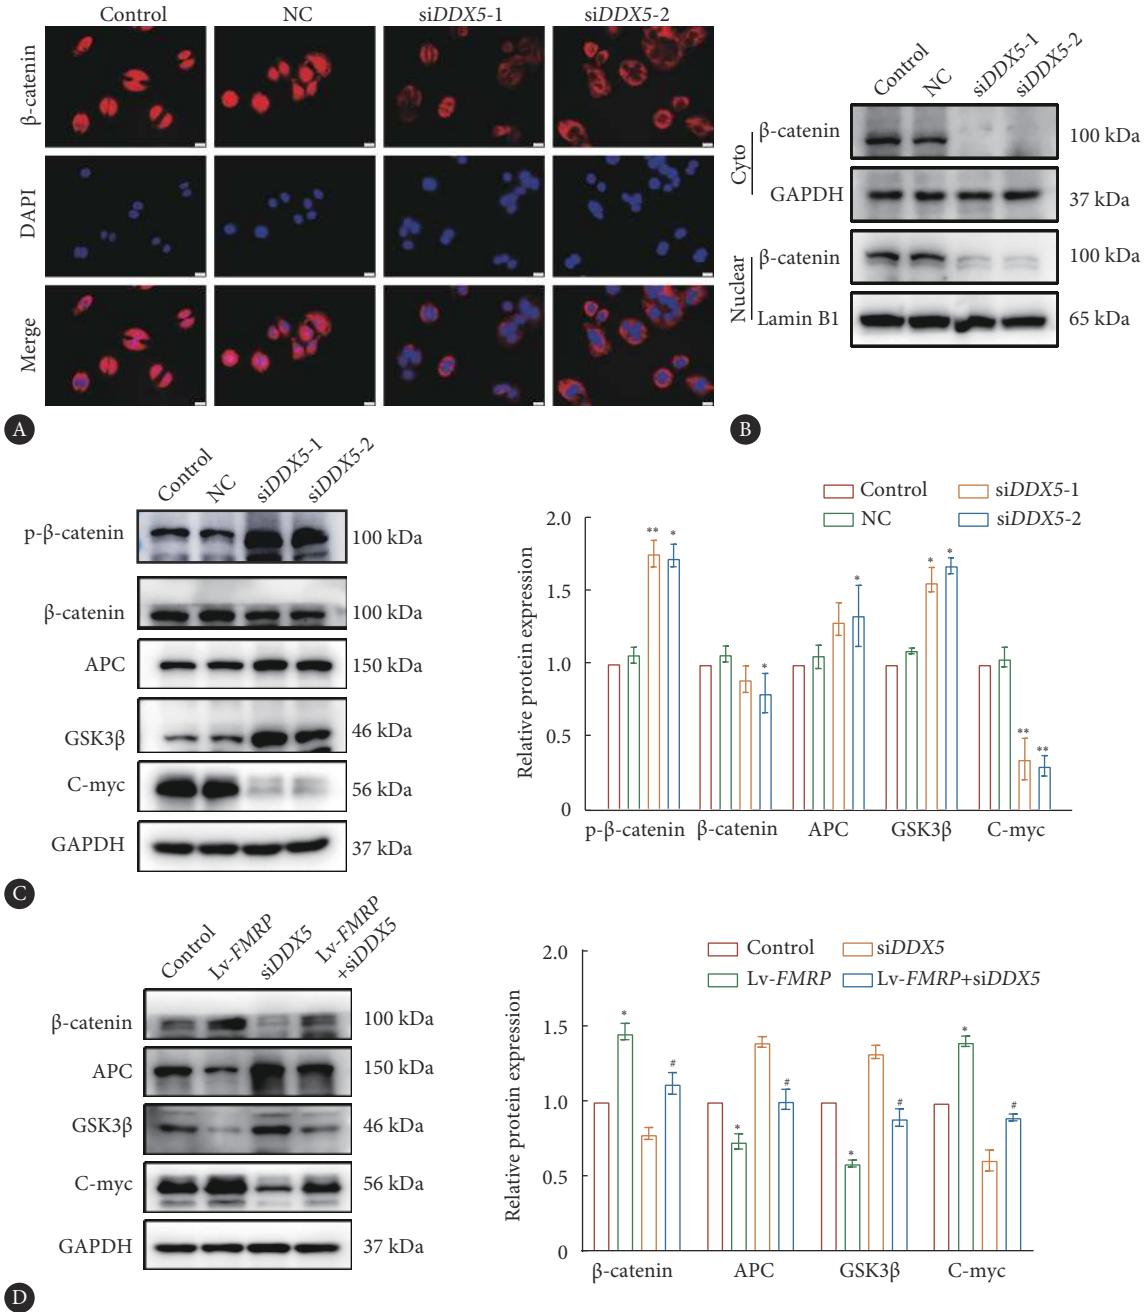 Control NC siDDX5-1 siDDX5-2
β-catenin
DAPI
Merge
A
Control NC siDDX5-1 siDDX5-2
Cyto
β-catenin 100 kDa
GAPDH 37 kDa
Nuclear
β-catenin 100 kDa
Lamin B1 65 kDa
B
Control NC siDDX5-1 siDDX5-2
p-β-catenin 100 kDa
β-catenin 100 kDa
APC 150 kDa
GSK3β 46 kDa
C-myc 56 kDa
GAPDH 37 kDa
Control siDDX5-1
NC siDDX5-2
Relative protein expression
2.0
1.5
1.0
0.5
0
** * * * * * ** **
p-β-catenin β-catenin APC GSK3β C-myc
C
Control Lv-FMRP siDDX5 Lv-FMRP
+siDDX5
β-catenin 100 kDa
APC 150 kDa
GSK3β 46 kDa
C-myc 56 kDa
GAPDH 37 kDa
Control siDDX5
Lv-FMRP Lv-FMRP+siDDX5
Relative protein expression
2.0
1.5
1.0
0.5
0
* # * # * # * #
β-catenin APC GSK3β C-myc
D